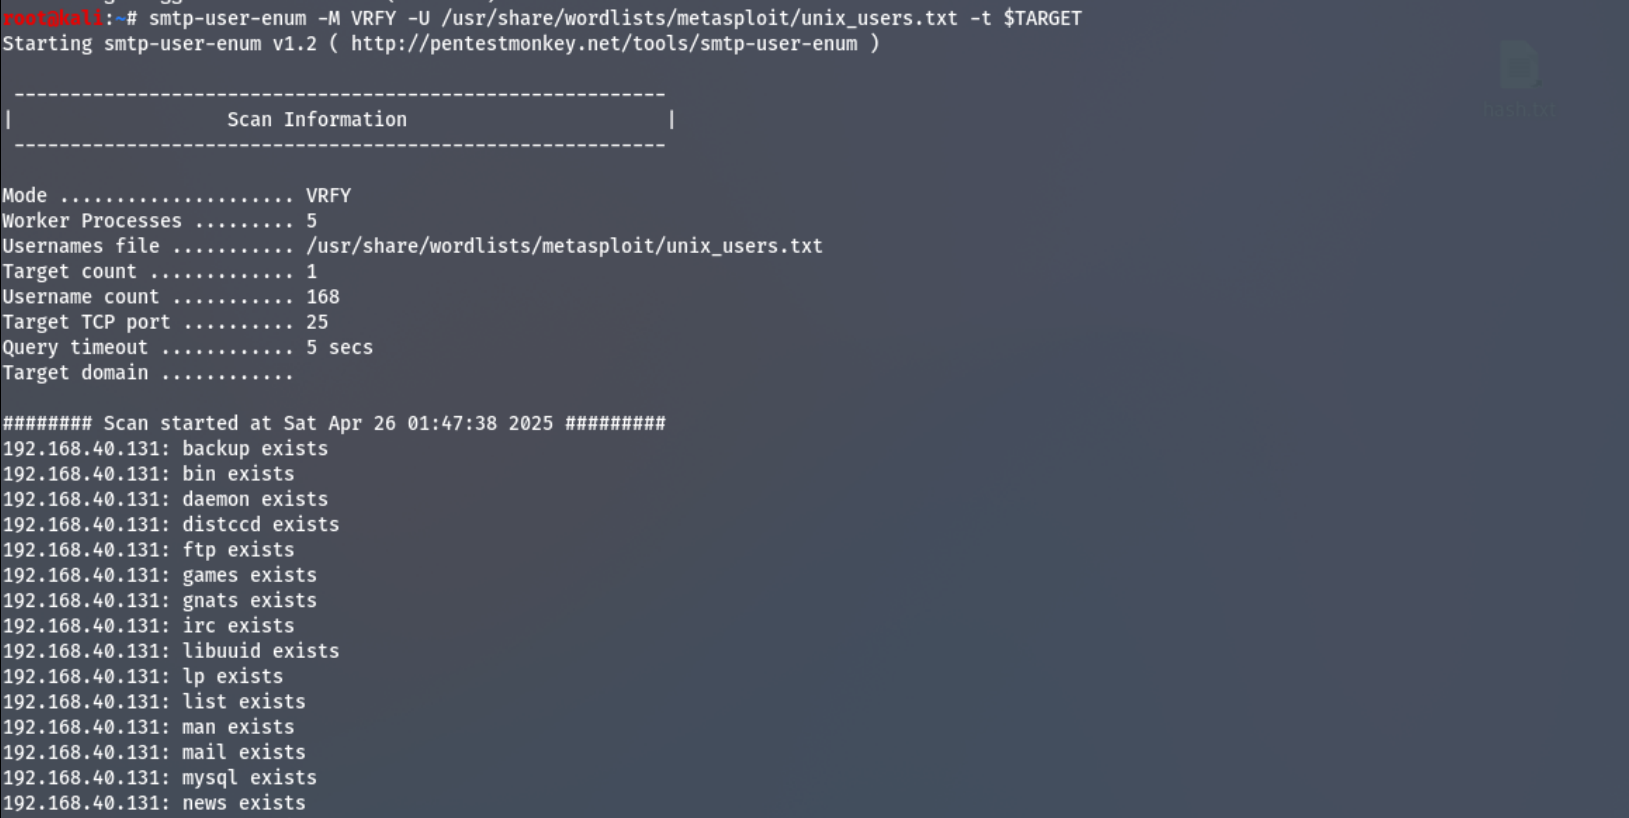 root@kali:~# smtp-user-enum -M VRFY -U /usr/share/wordlists/metasploit/unix_users.txt -t $TARGET
Starting smtp-user-enum v1.2 ( http://pentestmonkey.net/tools/smtp-user-enum )
----------------------------------------------------------
|                   Scan Information                       |
----------------------------------------------------------
Mode ..................... VRFY
Worker Processes ......... 5
Usernames file ........... /usr/share/wordlists/metasploit/unix_users.txt
Target count ............. 1
Username count ........... 168
Target TCP port .......... 25
Query timeout ............ 5 secs
Target domain ............
######## Scan started at Sat Apr 26 01:47:38 2025 #########
192.168.40.131: backup exists
192.168.40.131: bin exists
192.168.40.131: daemon exists
192.168.40.131: distccd exists
192.168.40.131: ftp exists
192.168.40.131: games exists
192.168.40.131: gnats exists
192.168.40.131: irc exists
192.168.40.131: libuuid exists
192.168.40.131: lp exists
192.168.40.131: list exists
192.168.40.131: man exists
192.168.40.131: mail exists
192.168.40.131: mysql exists
192.168.40.131: news exists
hash.txt